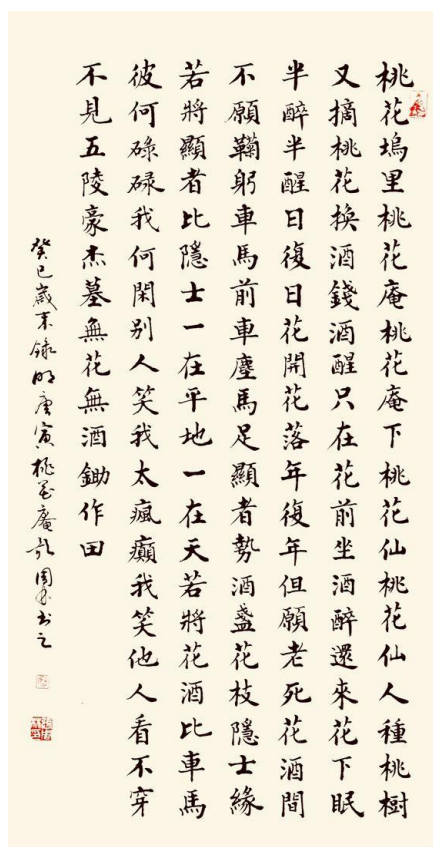 桃花塢里桃花庵桃花庵下桃花仙桃花仙人種桃樹
又摘桃花換酒錢酒醒只在花前坐酒醉還來花下眠
半醉半醒日復日花開花落年復年但願老死花酒間
不願鞠躬車馬前車塵馬足顯者勢酒盞花枝隱士緣
若將顯者比隱士一在平地一在天若將花酒比車馬
彼何碌碌我何閑别人笑我太瘋癲我笑他人看不穿
不見五陵豪杰墓無花無酒鋤作田
癸巳歲末錄明唐寅桃花庵歌周书之